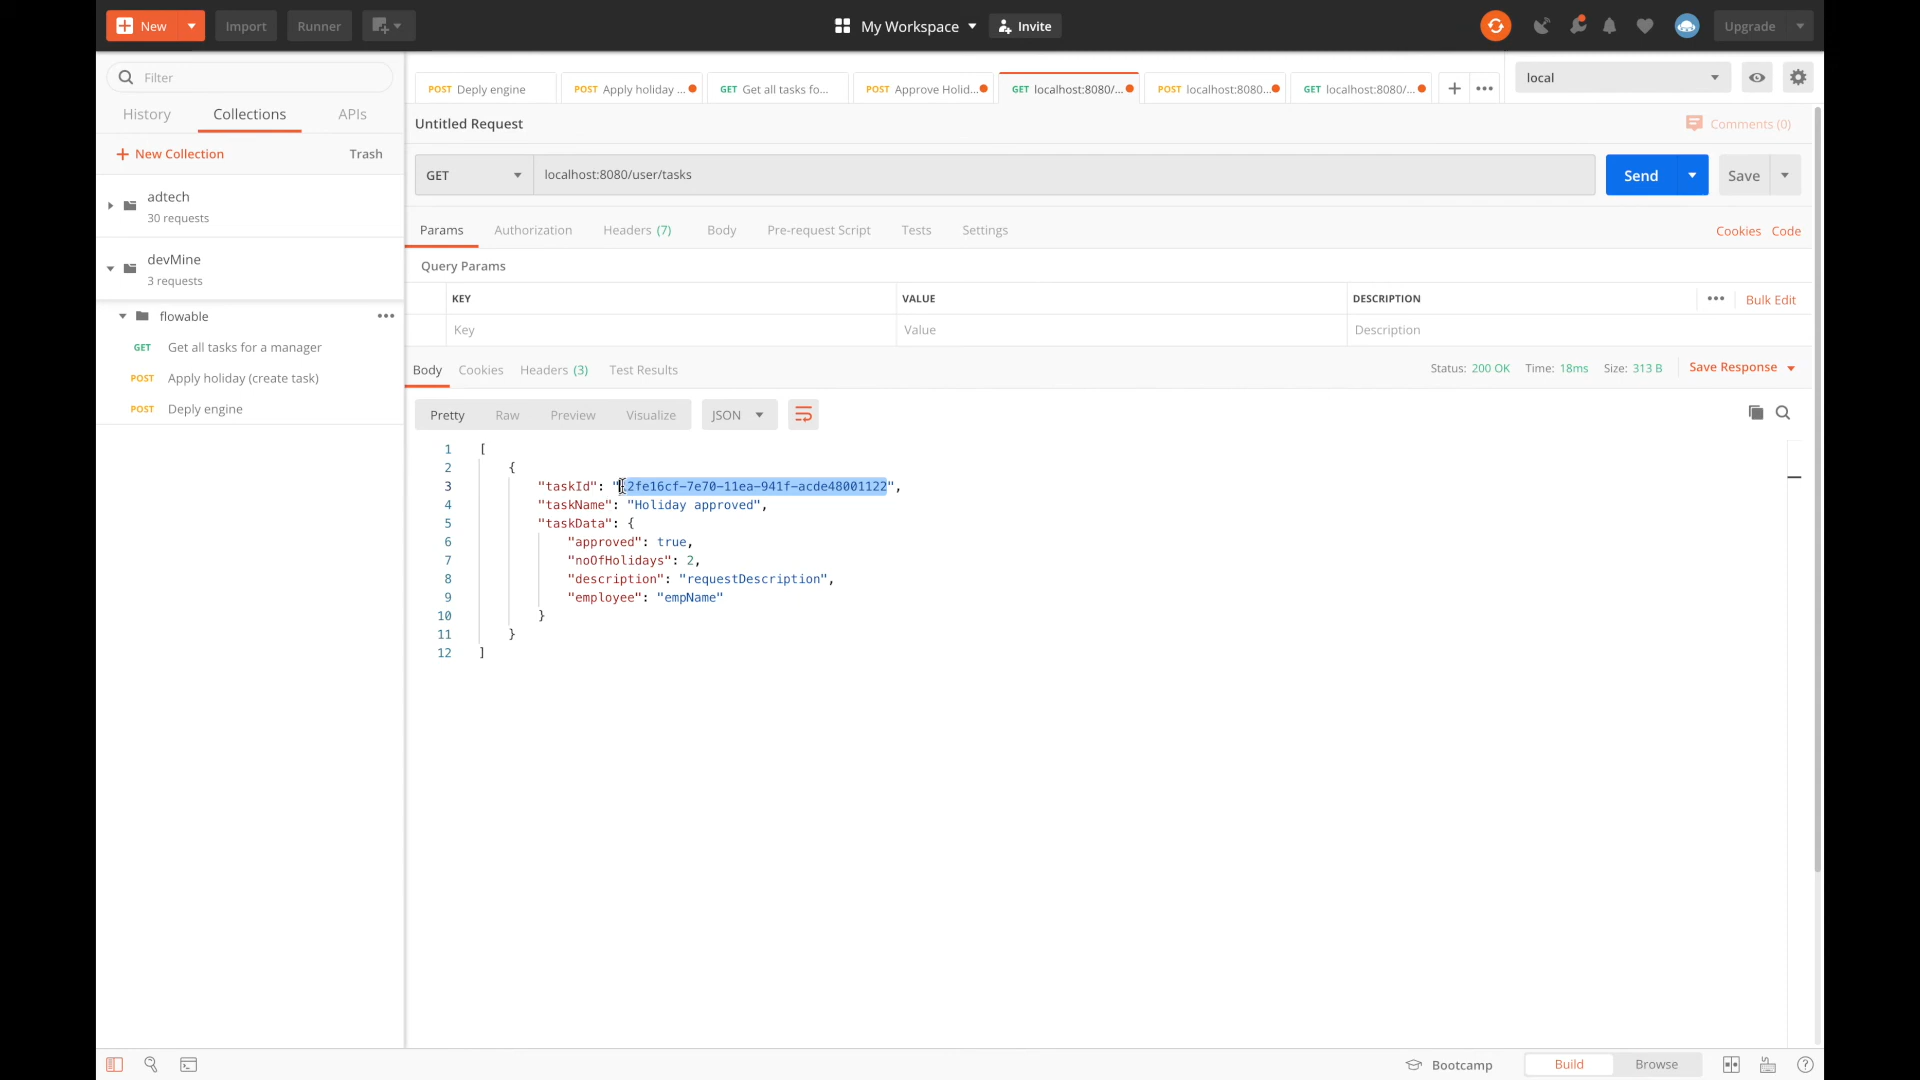 New
Import
Runner
My Workspace
Invite
Upgrade
Filter
History
Collections
APIs
New Collection
Trash
adtech
30 requests
devMine
3 requests
flowable
GET Get all tasks for a manager
POST Apply holiday (create task)
POST Deply engine
POST Deply engine
POST Apply holiday ...
GET Get all tasks fo...
POST Approve Holid...
GET localhost:8080/...
POST localhost:8080...
GET localhost:8080/...
local
Untitled Request
Comments (0)
GET
localhost:8080/user/tasks
Send
Save
Params
Authorization
Headers (7)
Body
Pre-request Script
Tests
Settings
Cookies
Code
Query Params
KEY
VALUE
DESCRIPTION
Bulk Edit
Key
Value
Description
Body
Cookies
Headers (3)
Test Results
Status: 200 OK
Time: 18ms
Size: 313 B
Save Response
Pretty
Raw
Preview
Visualize
JSON
1 [
2 {
3 "taskId": "2fe16cf-7e70-11ea-941f-acde48001122",
4 "taskName": "Holiday approved",
5 "taskData": {
6 "approved": true,
7 "noOfHolidays": 2,
8 "description": "requestDescription",
9 "employee": "empName"
10 }
11 }
12 ]
Bootcamp
Build
Browse